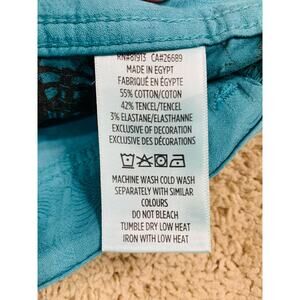 RN#81913 CA#26689
MADE IN EGYPT
FABRIQUÉ EN ÉGYPTE
55% COTTON/COTON
42% TENCEL/TENCEL
3% ELASTANE/ELASTHANNE
EXCLUSIVE OF DECORATION
EXCLUSIVE DES DÉCORATIONS
MACHINE WASH COLD WASH
SEPARATELY WITH SIMILAR
COLOURS
DO NOT BLEACH
TUMBLE DRY LOW HEAT
IRON WITH LOW HEAT